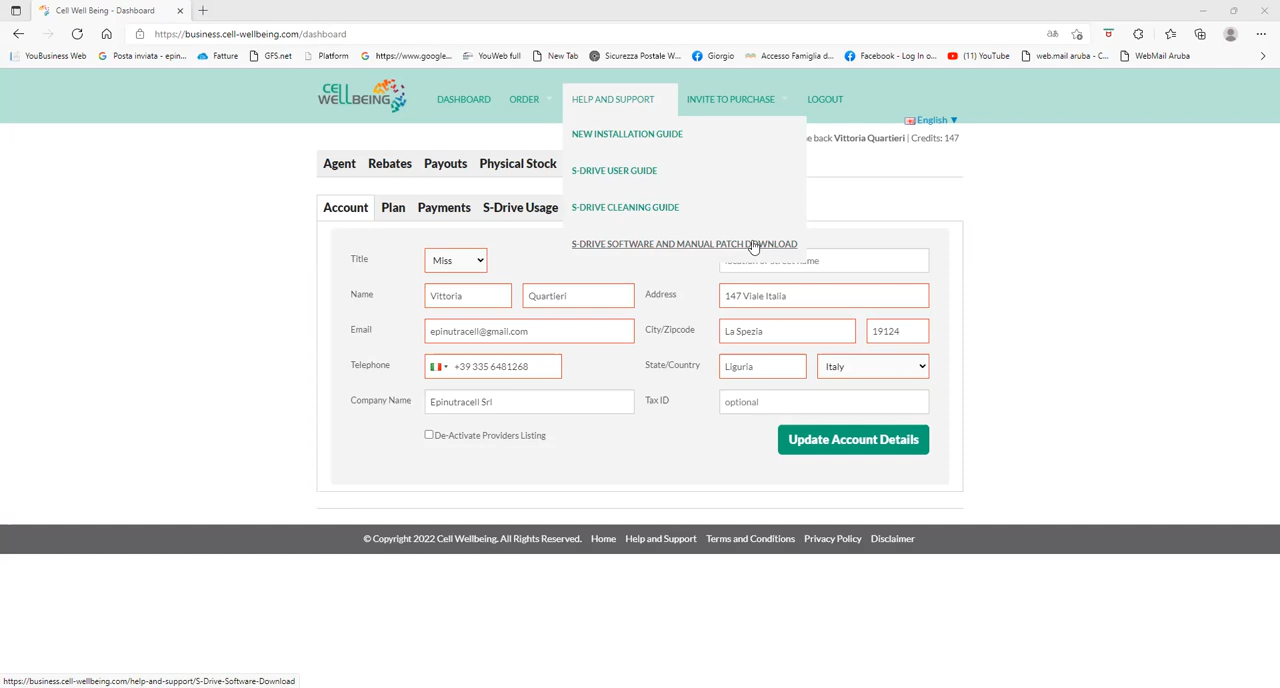 Cell Well Being - Dashboard
https://business.cell-wellbeing.com/dashboard
YouBusiness Web Posta inviata - epin... Fatture GFS.net Platform https://www.google... YouWeb full New Tab Sicurezza Postale W... Giorgio Accesso Famiglia d... Facebook - Log In o... (11) YouTube web.mail aruba - C... WebMail Aruba
CELL WELLBEING
DASHBOARD ORDER HELP AND SUPPORT INVITE TO PURCHASE LOGOUT
English ▼
NEW INSTALLATION GUIDE
e back Vittoria Quartieri | Credits: 147
Agent Rebates Payouts Physical Stock
S-DRIVE USER GUIDE
Account Plan Payments S-Drive Usage
S-DRIVE CLEANING GUIDE
S-DRIVE SOFTWARE AND MANUAL PATCH DOWNLOAD
Title Miss
Name Vittoria Quartieri Address 147 Viale Italia
Email epinutracell@gmail.com City/Zipcode La Spezia 19124
Telephone +39 335 6481268 State/Country Liguria Italy
Company Name Epinutracell Srl Tax ID optional
De-Activate Providers Listing
Update Account Details
© Copyright 2022 Cell Wellbeing. All Rights Reserved. Home Help and Support Terms and Conditions Privacy Policy Disclaimer
https://business.cell-wellbeing.com/help-and-support/S-Drive-Software-Download